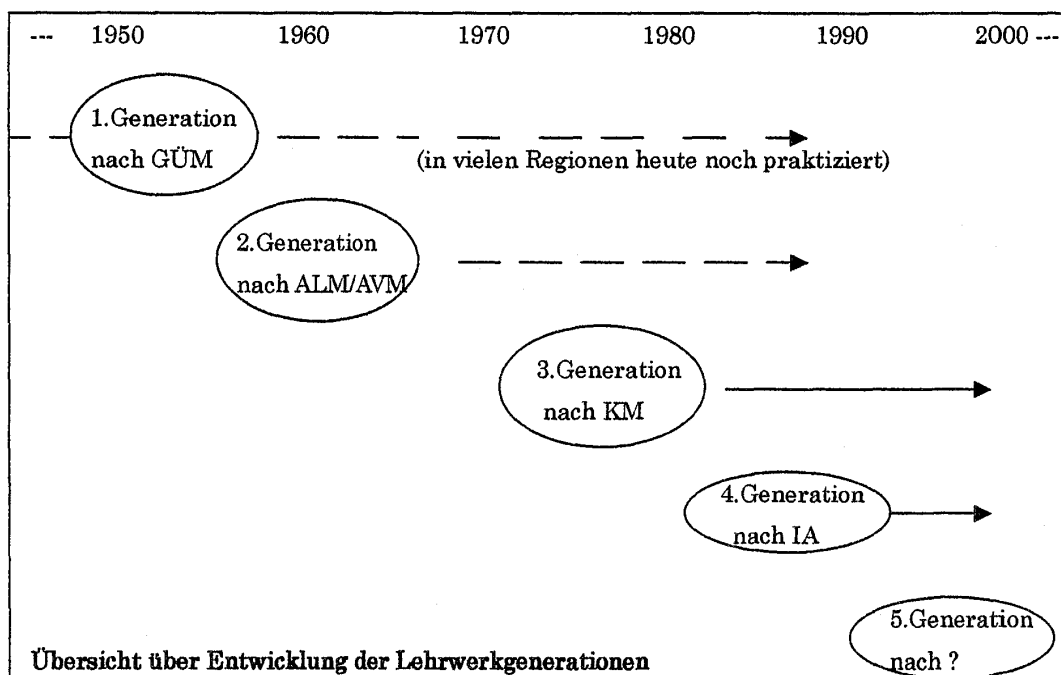 --- 1950 1960 1970 1980 1990 2000 ---
1.Generation
nach GÜM
(in vielen Regionen heute noch praktiziert)
2.Generation
nach ALM/AVM
3.Generation
nach KM
4.Generation
nach IA
5.Generation
nach ?
Übersicht über Entwicklung der Lehrwerkgenerationen